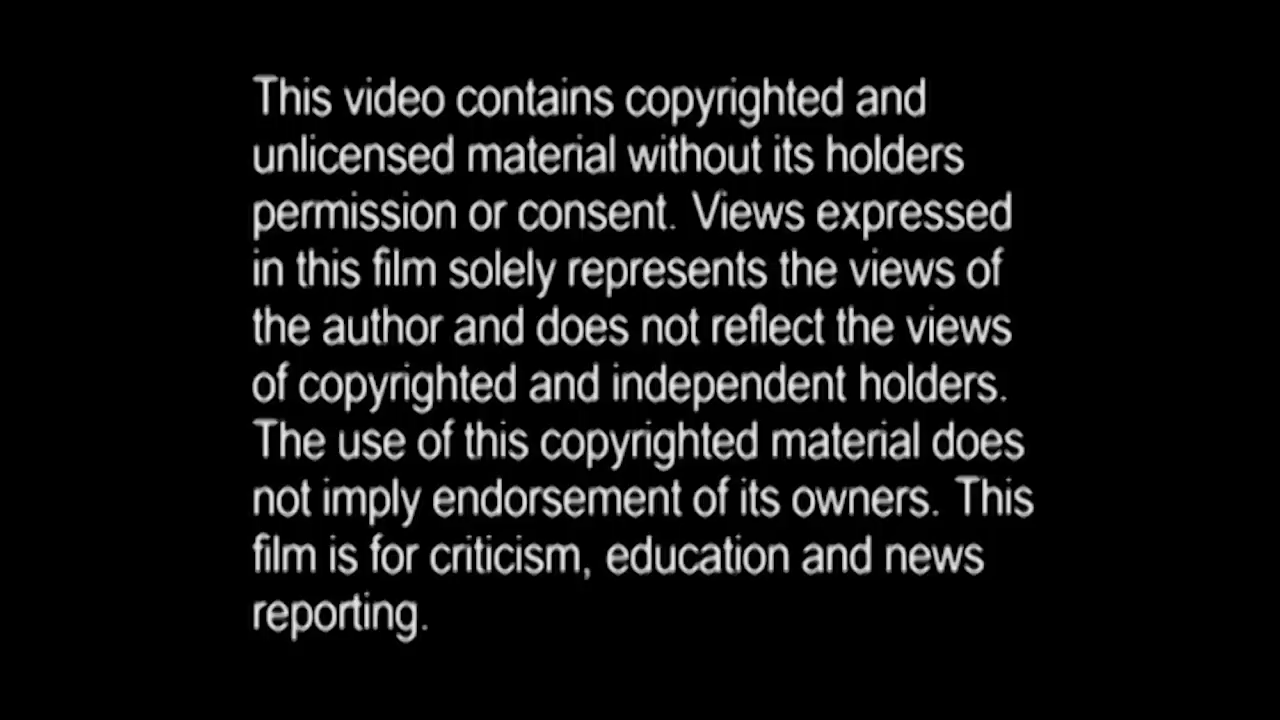 This video contains copyrighted and
unlicensed material without its holders
permission or consent. Views expressed
in this film solely represents the views of
the author and does not reflect the views
of copyrighted and independent holders.
The use of this copyrighted material does
not imply endorsement of its owners. This
film is for criticism, education and news
reporting.